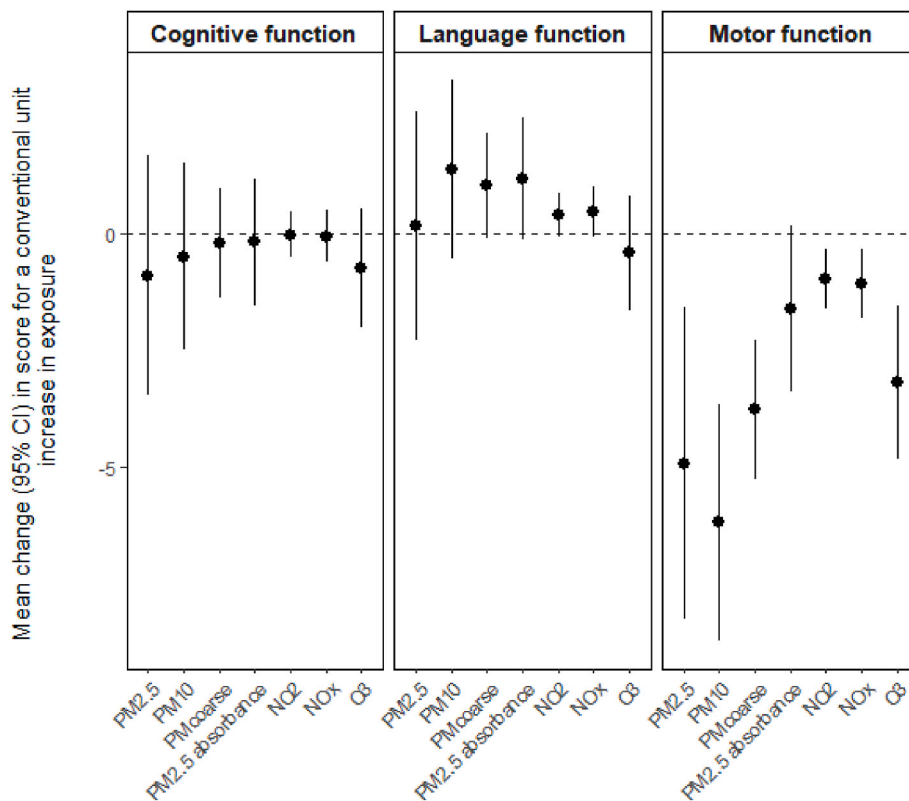 Cognitive function
Language function
Motor function
Mean change (95% CI) in score for a conventional unit
increase in exposure
0
-5
PM2.5
PM10
PMcoarse
PM2.5 absorbance
NO2
NOx
O3
PM2.5
PM10
PMcoarse
PM2.5 absorbance
NO2
NOx
O3
PM2.5
PM10
PMcoarse
PM2.5 absorbance
NO2
NOx
O3